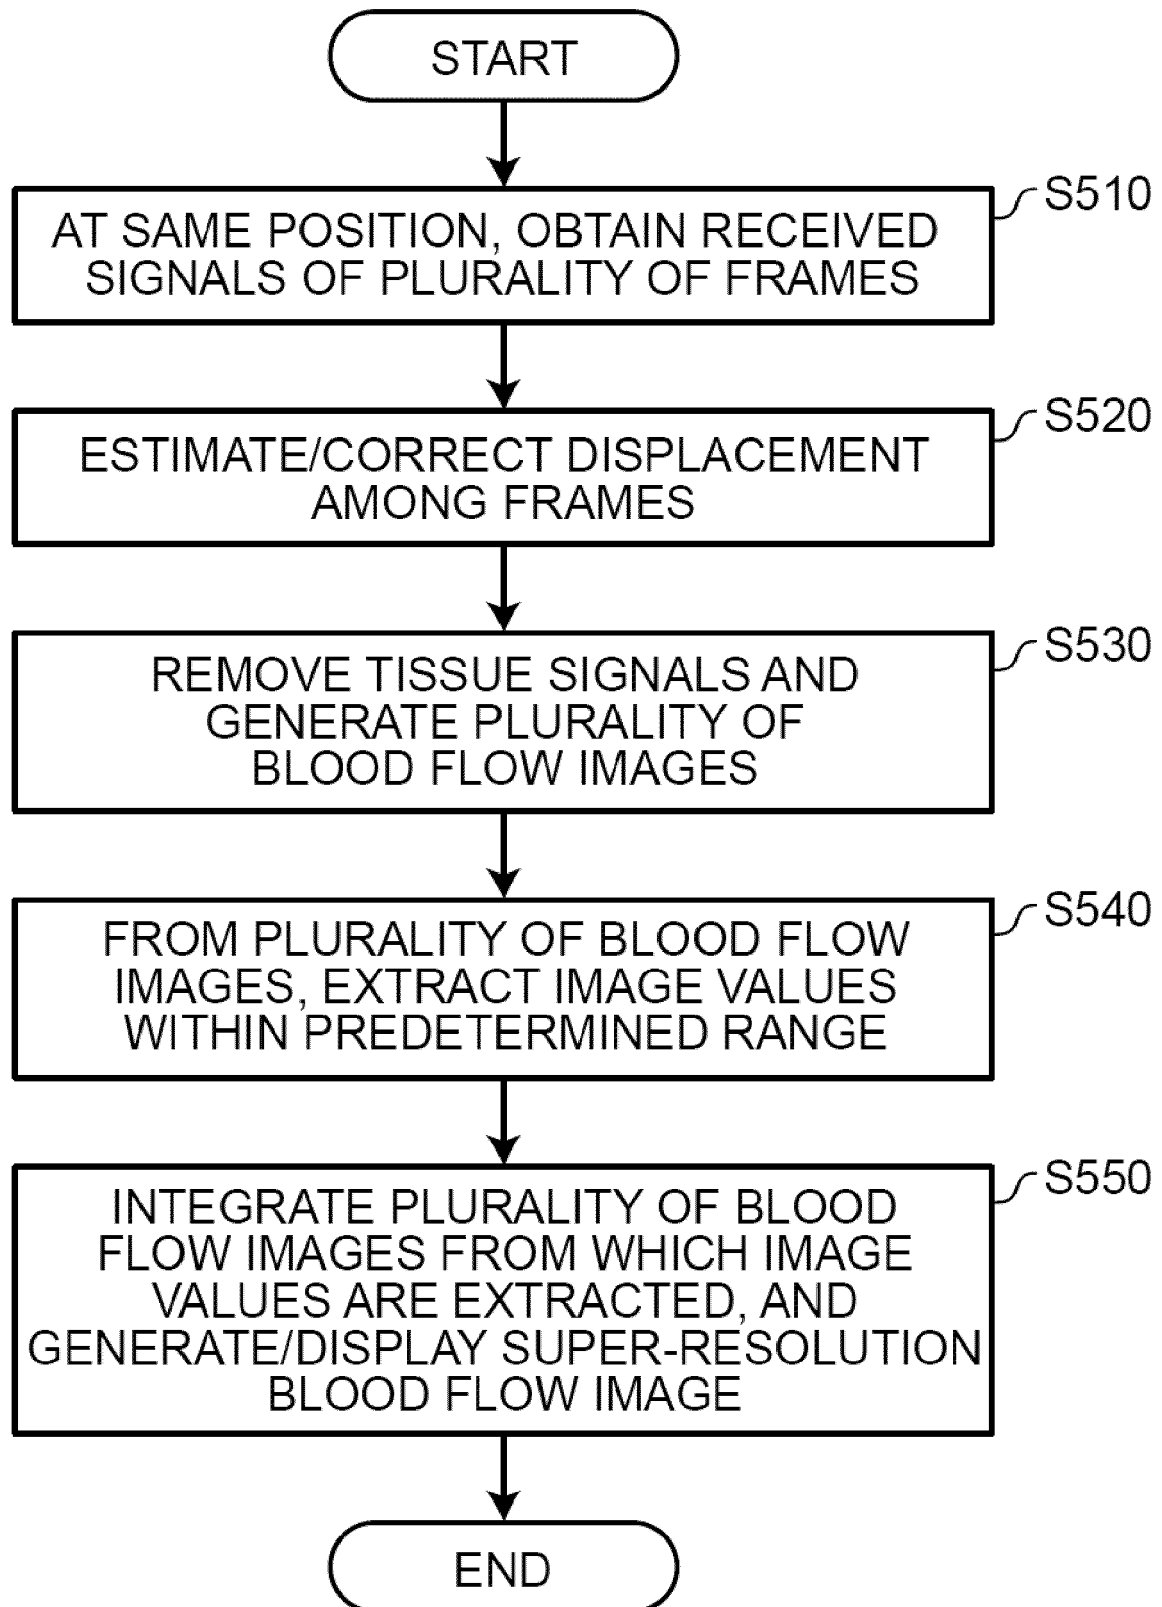 START
S510
AT SAME POSITION, OBTAIN RECEIVED
SIGNALS OF PLURALITY OF FRAMES
S520
ESTIMATE/CORRECT DISPLACEMENT
AMONG FRAMES
S530
REMOVE TISSUE SIGNALS AND
GENERATE PLURALITY OF
BLOOD FLOW IMAGES
S540
FROM PLURALITY OF BLOOD FLOW
IMAGES, EXTRACT IMAGE VALUES
WITHIN PREDETERMINED RANGE
S550
INTEGRATE PLURALITY OF BLOOD
FLOW IMAGES FROM WHICH IMAGE
VALUES ARE EXTRACTED, AND
GENERATE/DISPLAY SUPER-RESOLUTION
BLOOD FLOW IMAGE
END